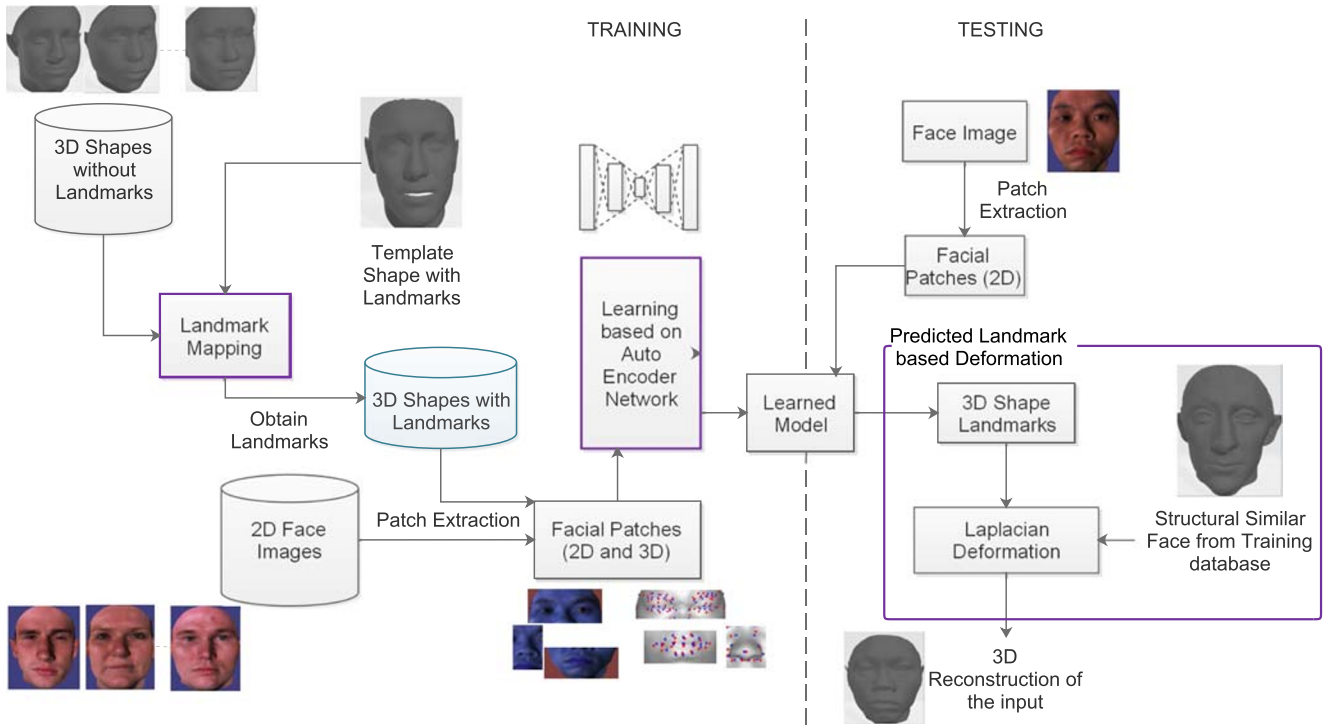 TRAINING
TESTING
3D Shapes
without
Landmarks
Template
Shape with
Landmarks
Landmark
Mapping
Obtain
Landmarks
3D Shapes with
Landmarks
2D Face
Images
Patch Extraction
Facial Patches
(2D and 3D)
Learning
based on
Auto
Encoder
Network
Learned
Model
Face Image
Patch
Extraction
Facial
Patches (2D)
Predicted Landmark
based Deformation
3D Shape
Landmarks
Laplacian
Deformation
Structural Similar
Face from Training
database
3D
Reconstruction of
the input